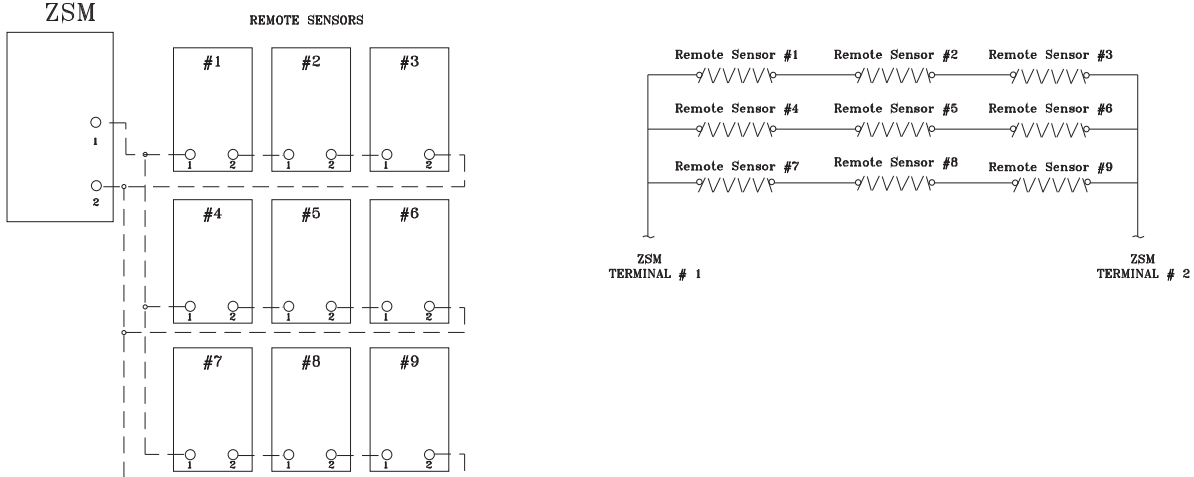 ZSM
REMOTE SENSORS
#1 #2 #3
1
1 2 1 2 1 2
2
#4 #5 #6
1 2 1 2 1 2
#7 #8 #9
1 2 1 2 1 2
Remote Sensor #1 Remote Sensor #2 Remote Sensor #3
Remote Sensor #4 Remote Sensor #5 Remote Sensor #6
Remote Sensor #7 Remote Sensor #8 Remote Sensor #9
ZSM
TERMINAL # 1
ZSM
TERMINAL # 2